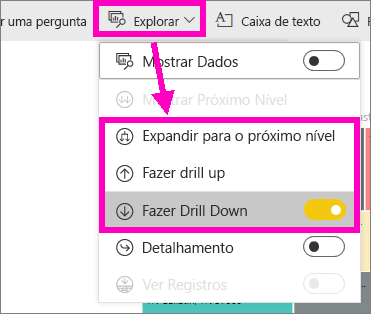 r uma pergunta
Explorar
Caixa de texto
F
Mostrar Dados
Mostrar Próximo Nível
Expandir para o próximo nível
Fazer drill up
Fazer Drill Down
Detalhamento
Ver Registros